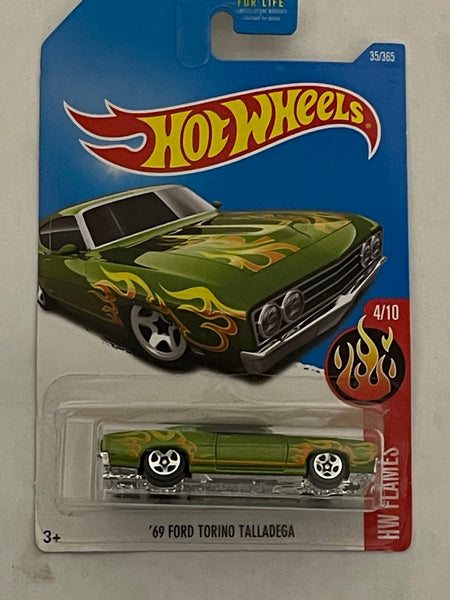 FOR LIFE
35/365
HOT WHEELS
4/10
HW FLAMES
'69 FORD TORINO TALLADEGA
3+